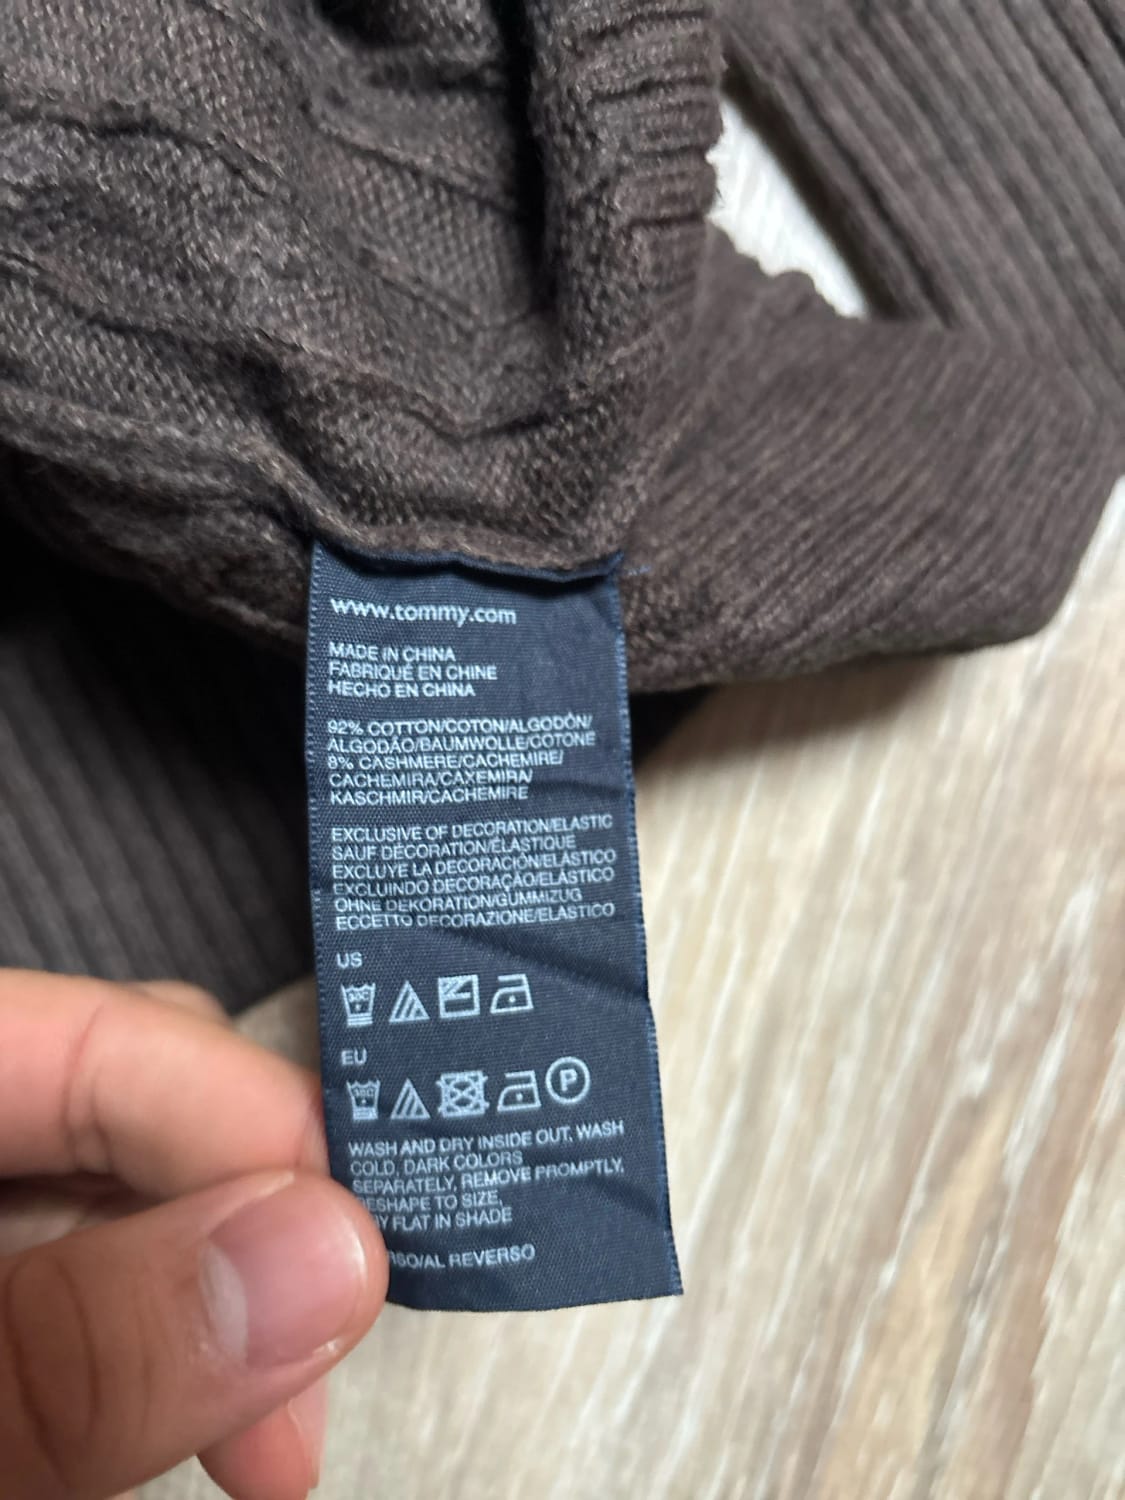 www.tommy.com
MADE IN CHINA
FABRIQUÉ EN CHINE
HECHO EN CHINA
92% COTTON/COTON/ALGODÓN/
ALGODÃO/BAUMWOLLE/COTONE
8% CASHMERE/CACHEMIRE/
CACHEMIRA/CAXEMIRA/
KASCHMIR/CACHEMIRE
EXCLUSIVE OF DECORATION/ELASTIC
SAUF DÉCORATION/ÉLASTIQUE
EXCLUYE LA DECORACIÓN/ELÁSTICO
EXCLUINDO DECORAÇÃO/ELÁSTICO
OHNE DEKORATION/GUMMIZUG
ECCETTO DECORAZIONE/ELASTICO
US
30C
EU
30C
P
WASH AND DRY INSIDE OUT, WASH
COLD, DARK COLORS
SEPARATELY, REMOVE PROMPTLY,
RESHAPE TO SIZE,
FLAT IN SHADE
REVERSO